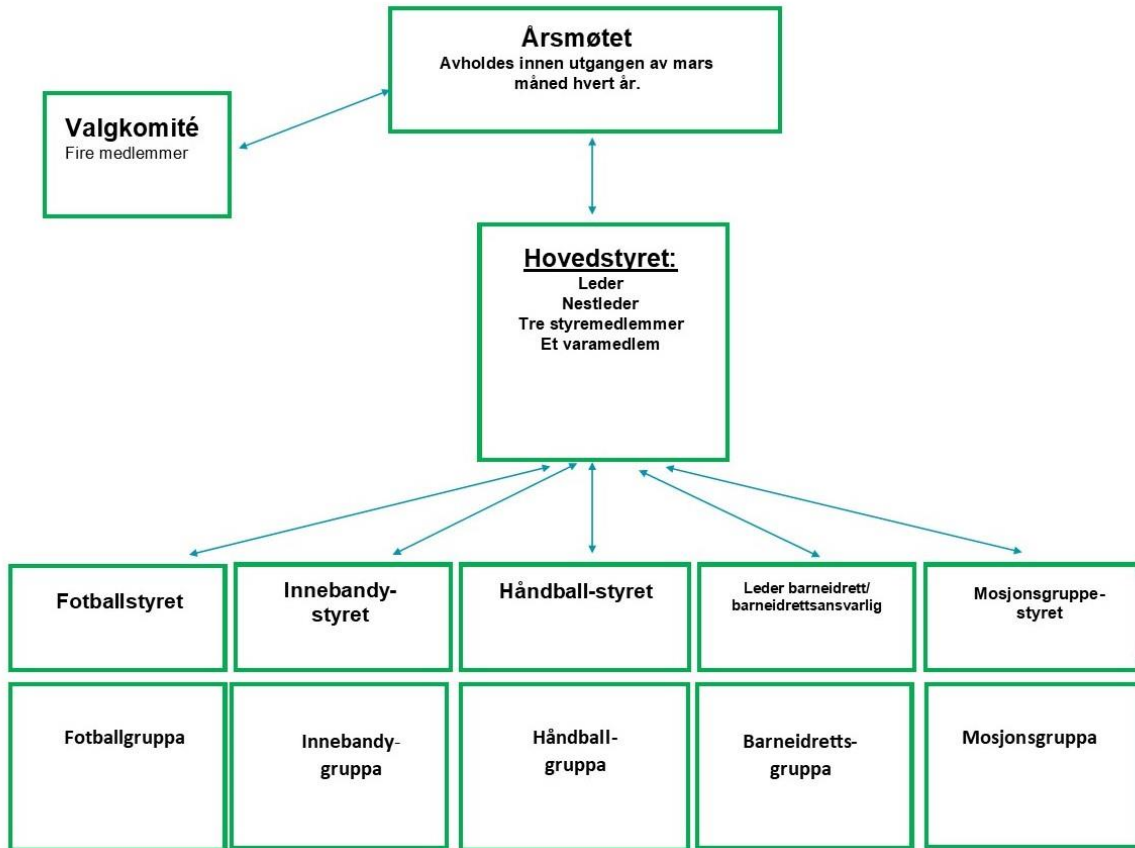 Årsmøtet
Avholdes innen utgangen av mars
måned hvert år.
Valgkomité
Fire medlemmer
Hovedstyret:
Leder
Nestleder
Tre styremedlemmer
Et varamedlem
Fotballstyret
Innebandy-
styret
Håndball-styret
Leder barneidrett/
barneidrettsansvarlig
Mosjonsgruppe-
styret
Fotballgruppa
Innebandy-
gruppa
Håndball-
gruppa
Barneidretts-
gruppa
Mosjonsgruppa